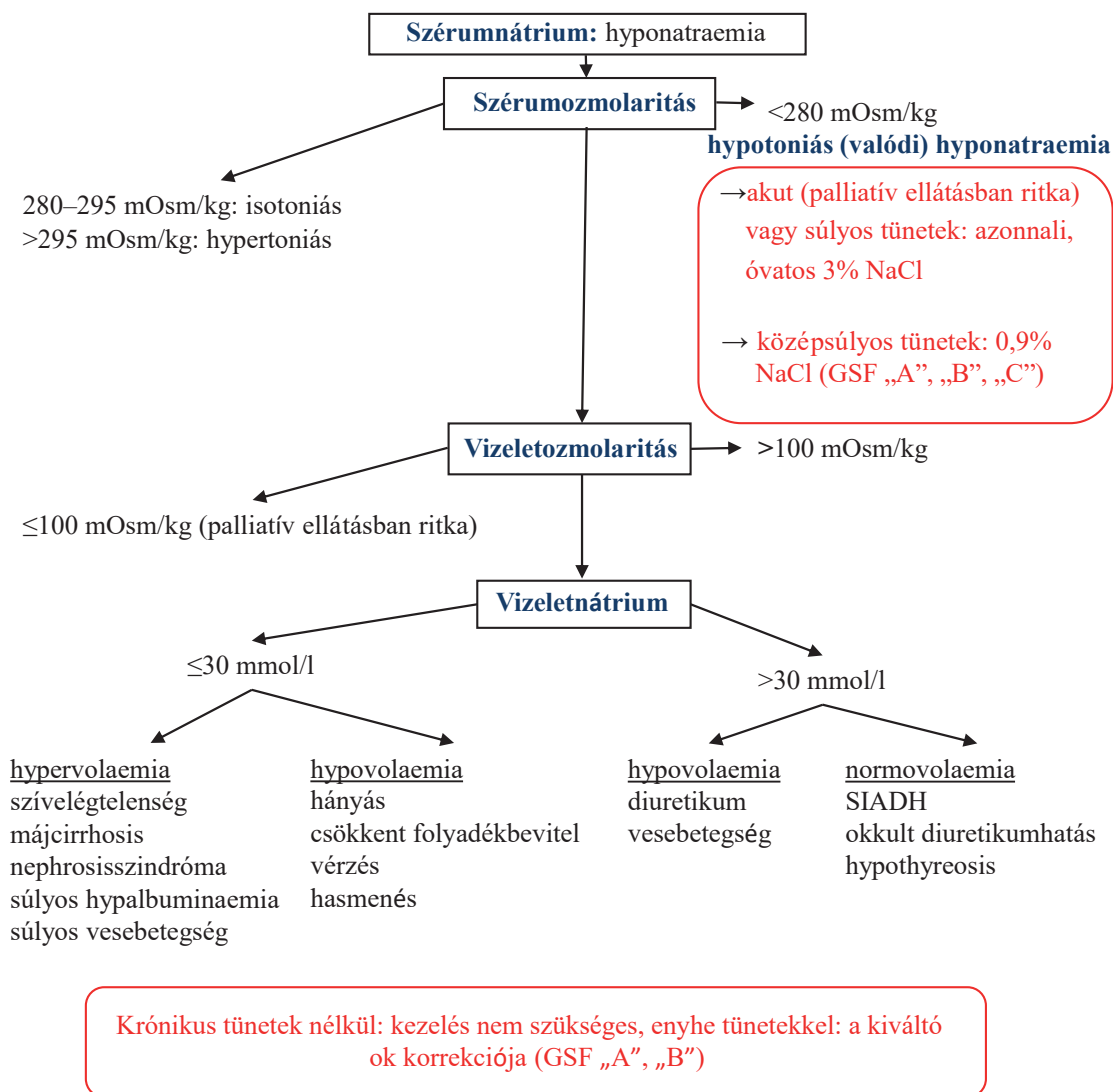 Szérumnátrium: hyponatraemia
Szérumozmolaritás
<280 mOsm/kg
hypotoniás (valódi) hyponatraemia
→akut (palliatív ellátásban ritka)
vagy súlyos tünetek: azonnali,
óvatos 3% NaCl
→ középsúlyos tünetek: 0,9%
NaCl (GSF „A”, „B”, „C”)
280–295 mOsm/kg: isotoniás
>295 mOsm/kg: hypertoniás
Vizeletozmolaritás
>100 mOsm/kg
≤100 mOsm/kg (palliatív ellátásban ritka)
Vizeletnátrium
≤30 mmol/l
>30 mmol/l
hypervolaemia
szívelégtelenség
májcirrhosis
nephrosisszindróma
súlyos hypalbuminaemia
súlyos vesebetegség
hypovolaemia
hányás
csökkent folyadékbevitel
vérzés
hasmenés
hypovolaemia
diuretikum
vesebetegség
normovolaemia
SIADH
okkult diuretikumhatás
hypothyreosis
Krónikus tünetek nélkül: kezelés nem szükséges, enyhe tünetekkel: a kiváltó
ok korrekciója (GSF „A”, „B”)